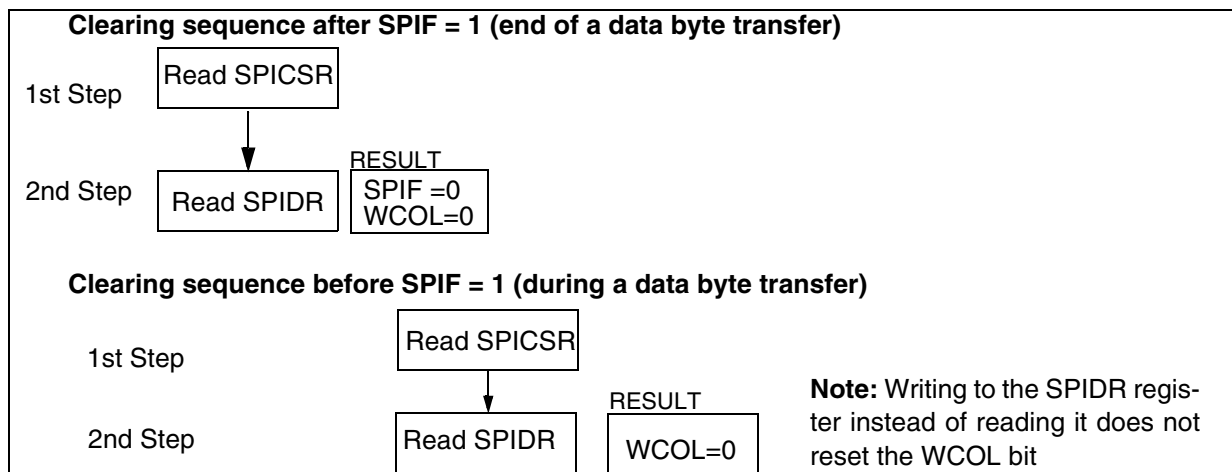 Clearing sequence after SPIF = 1 (end of a data byte transfer)
1st Step
Read SPICSR
2nd Step
Read SPIDR
RESULT
SPIF =0
WCOL=0
Clearing sequence before SPIF = 1 (during a data byte transfer)
1st Step
Read SPICSR
2nd Step
Read SPIDR
RESULT
WCOL=0
Note: Writing to the SPIDR regis-
ter instead of reading it does not
reset the WCOL bit